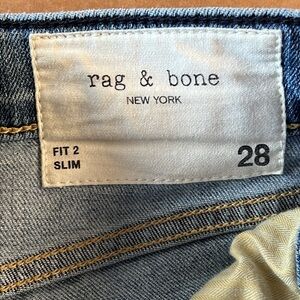 rag & bone
NEW YORK
FIT 2
SLIM
28